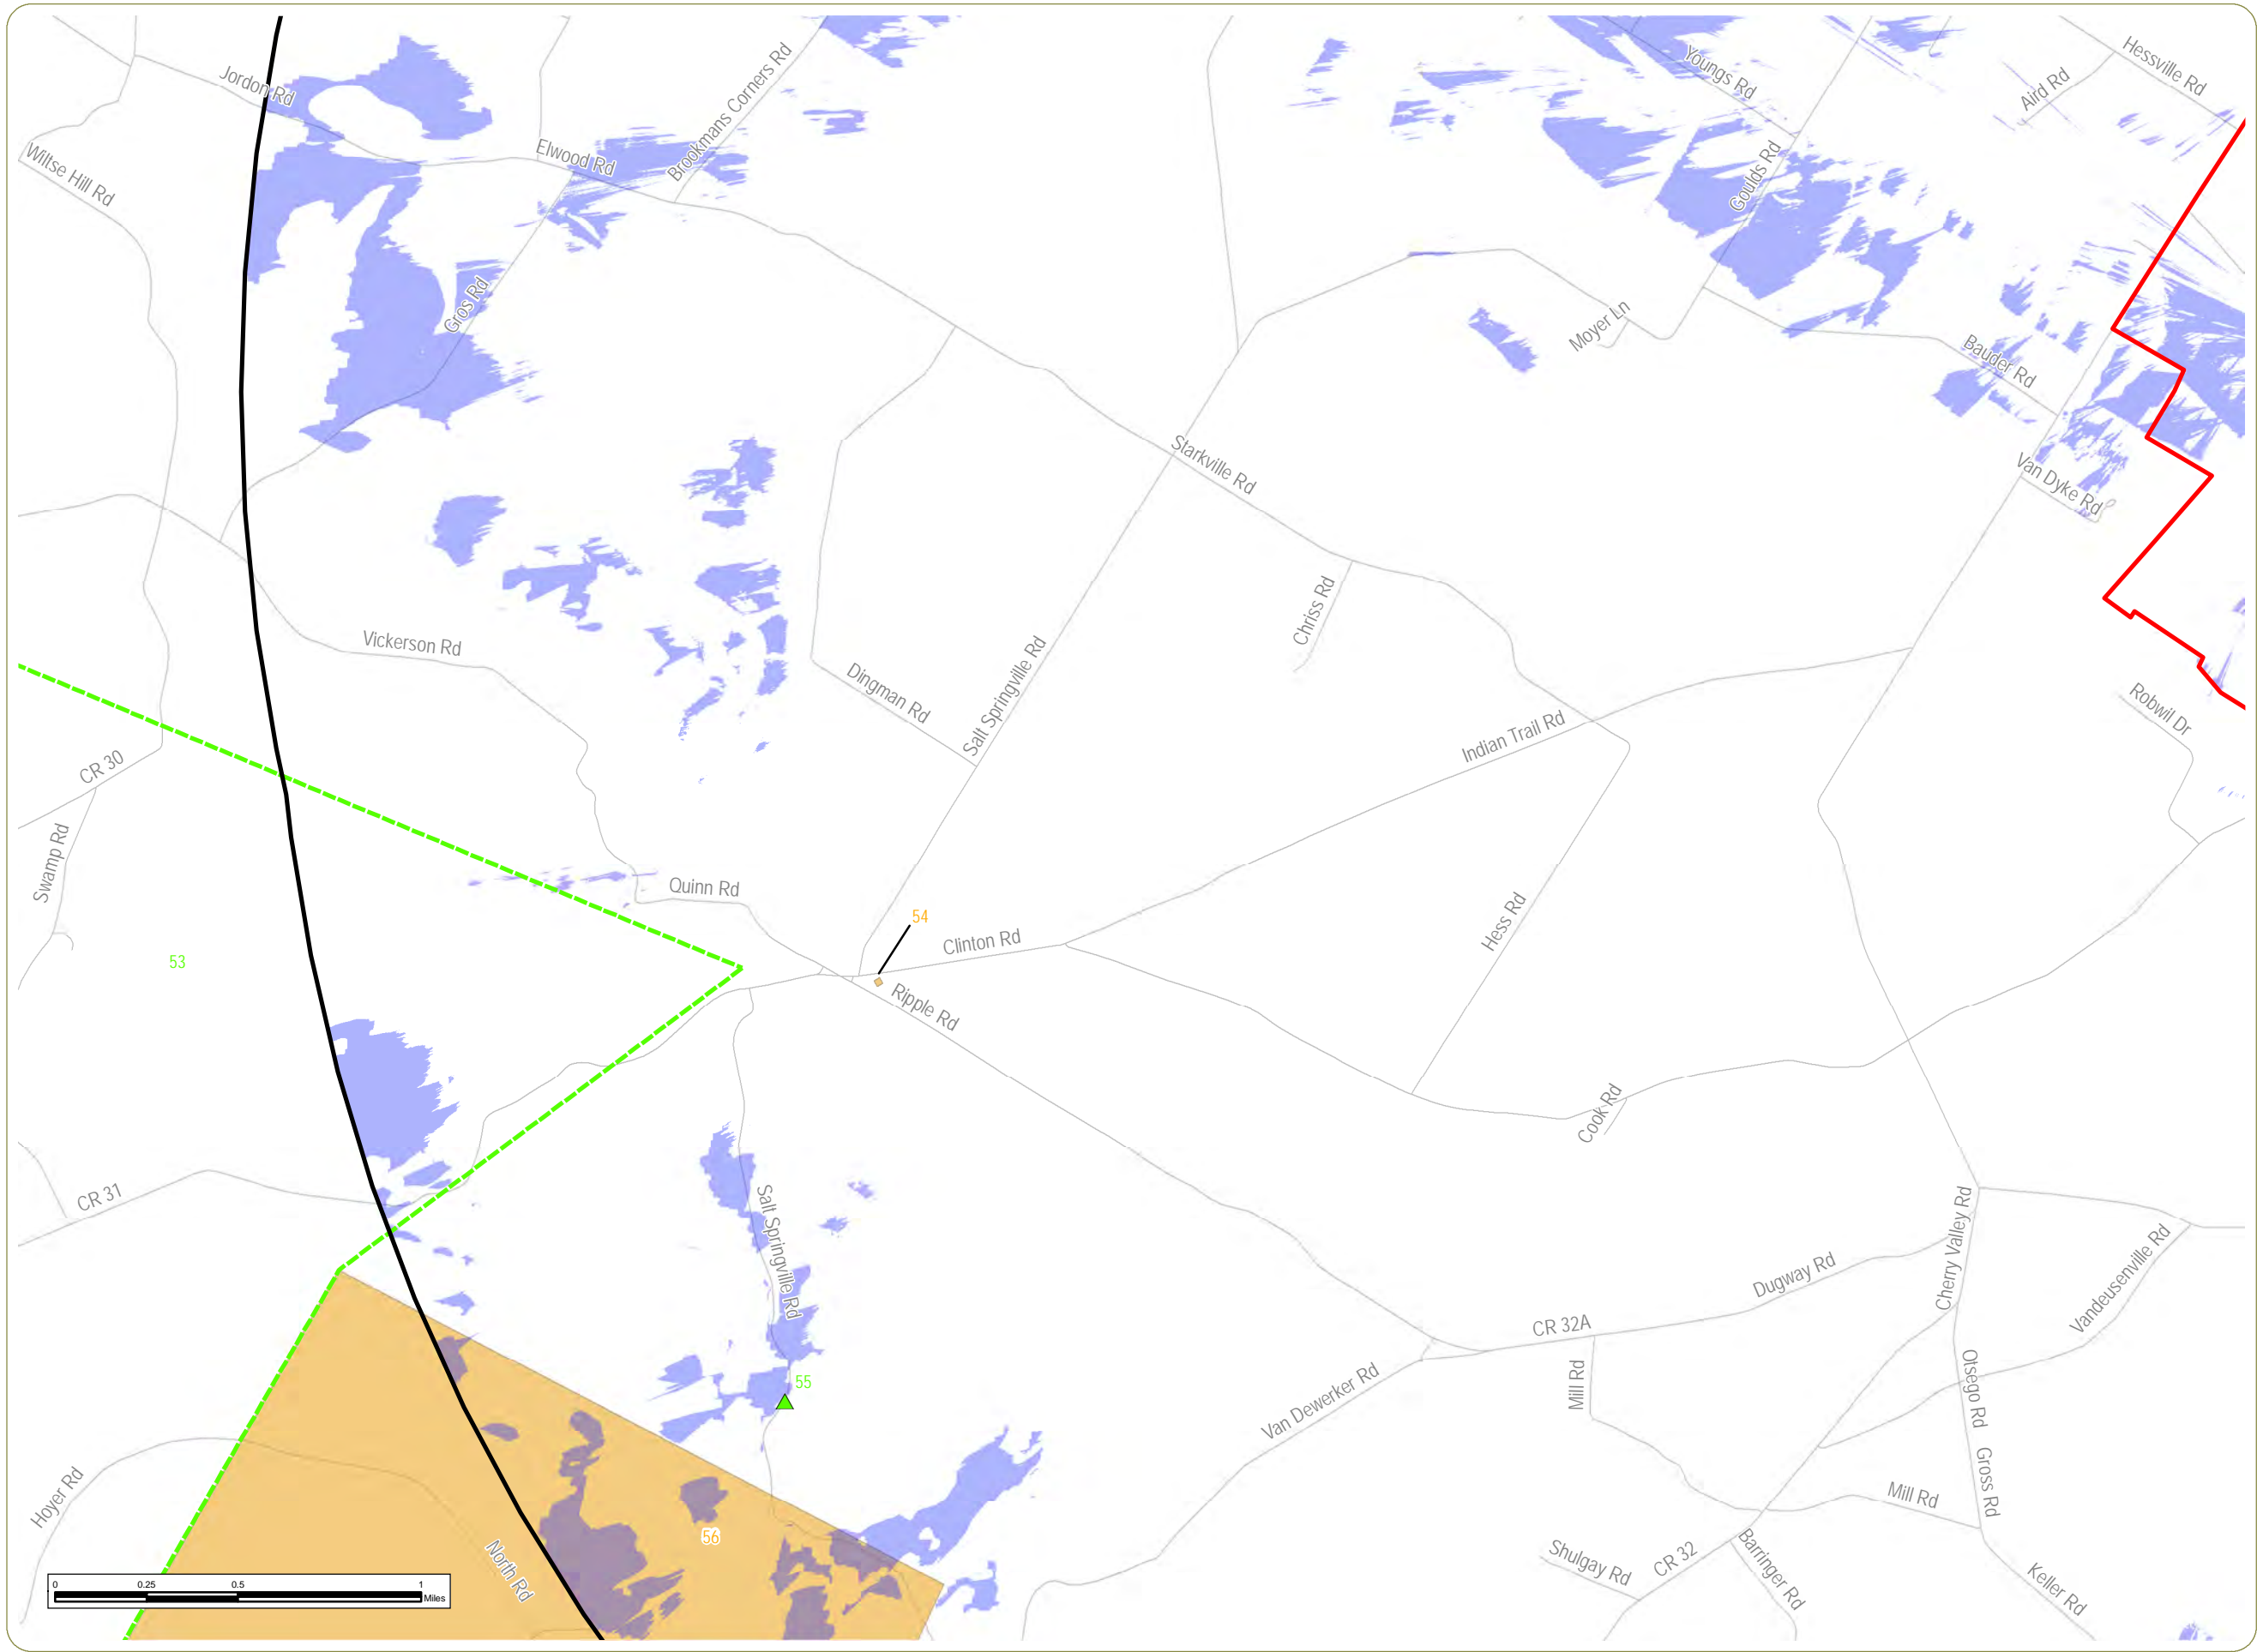 Hessville Rd
Youngs Rd
Aird Rd
Jordon Rd
Brookmans Corners Rd
Elwood Rd
Wiltse Hill Rd
Goulds Rd
Gros Rd
Moyer Ln
Bauder Rd
Starkville Rd
Van Dyke Rd
Chriss Rd
Vickerson Rd
Dingman Rd
Salt Springville Rd
Robwil Dr
Indian Trail Rd
CR 30
Swamp Rd
Quinn Rd
54
Clinton Rd
Hess Rd
53
Ripple Rd
Cook Rd
CR 31
Salt Springville Rd
Cherry Valley Rd
Vandeusenville Rd
Dugway Rd
CR 32A
55
Mill Rd
Van Dewerker Rd
Otsego Rd
Gross Rd
Hoyer Rd
Mill Rd
56
North Rd
Shulgay Rd
CR 32
Barringer Rd
Keller Rd
0 0.25 0.5 1
Miles